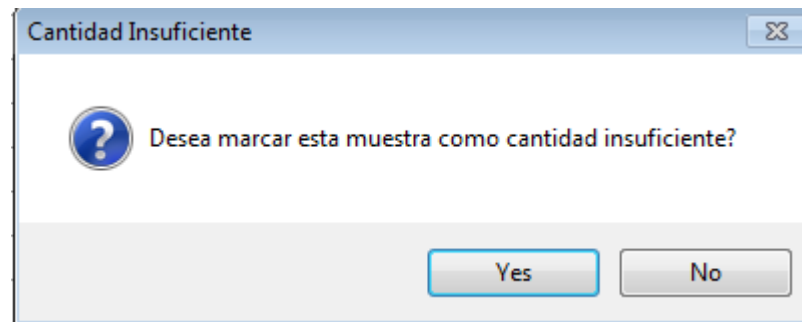 Cantidad Insuficiente
Desea marcar esta muestra como cantidad insuficiente?
Yes
No